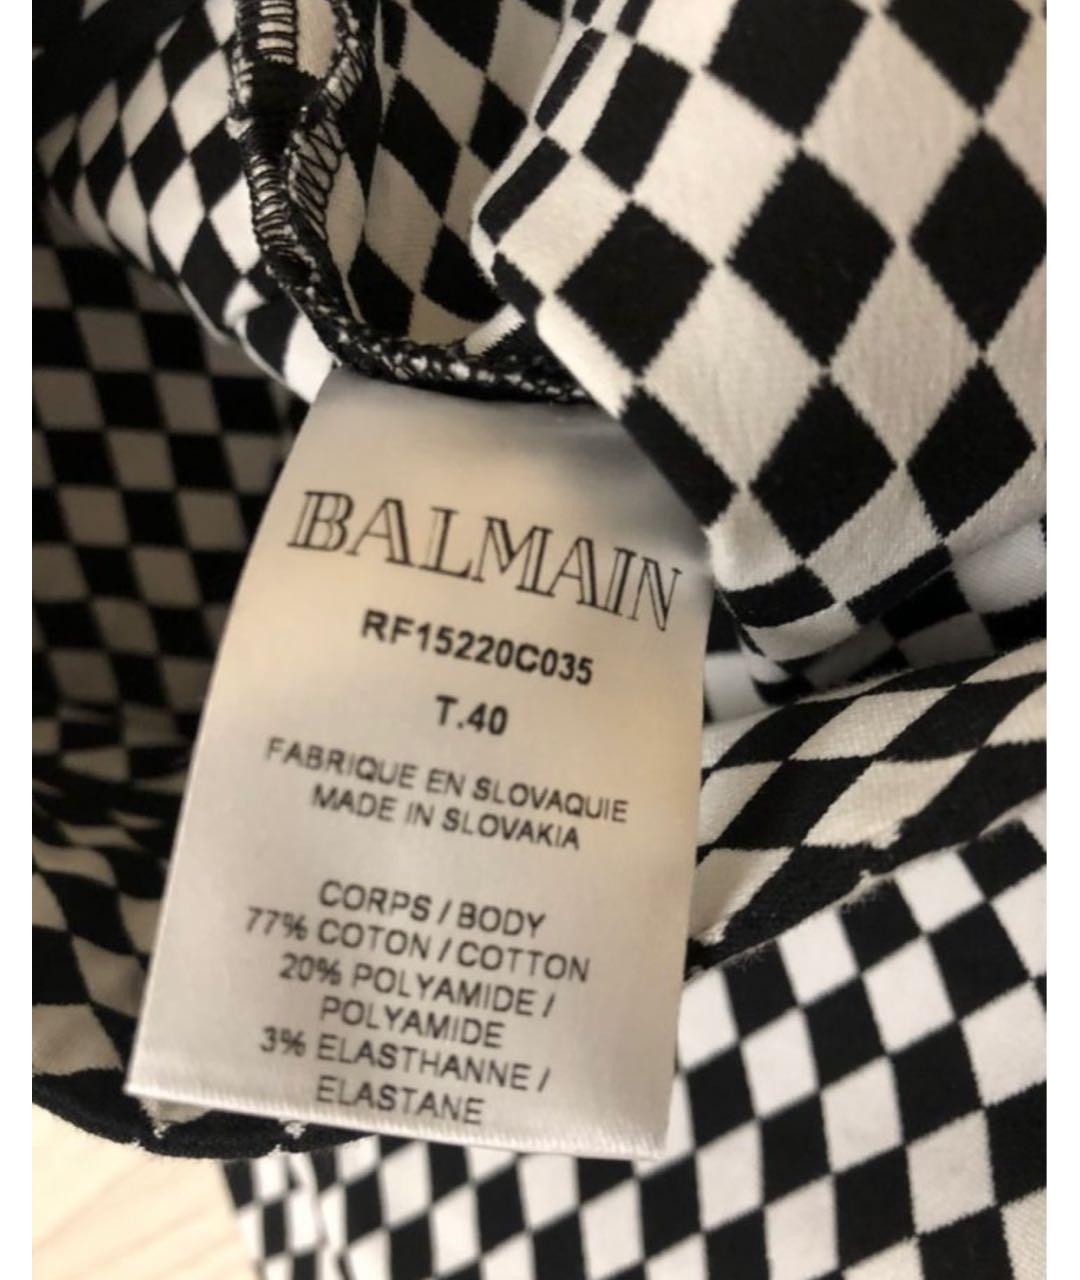 BALMAIN
RF15220C035
T.40
FABRIQUE EN SLOVAQUIE
MADE IN SLOVAKIA
CORPS / BODY
77% COTON / COTTON
20% POLYAMIDE /
POLYAMIDE
3% ELASTHANNE /
ELASTANE